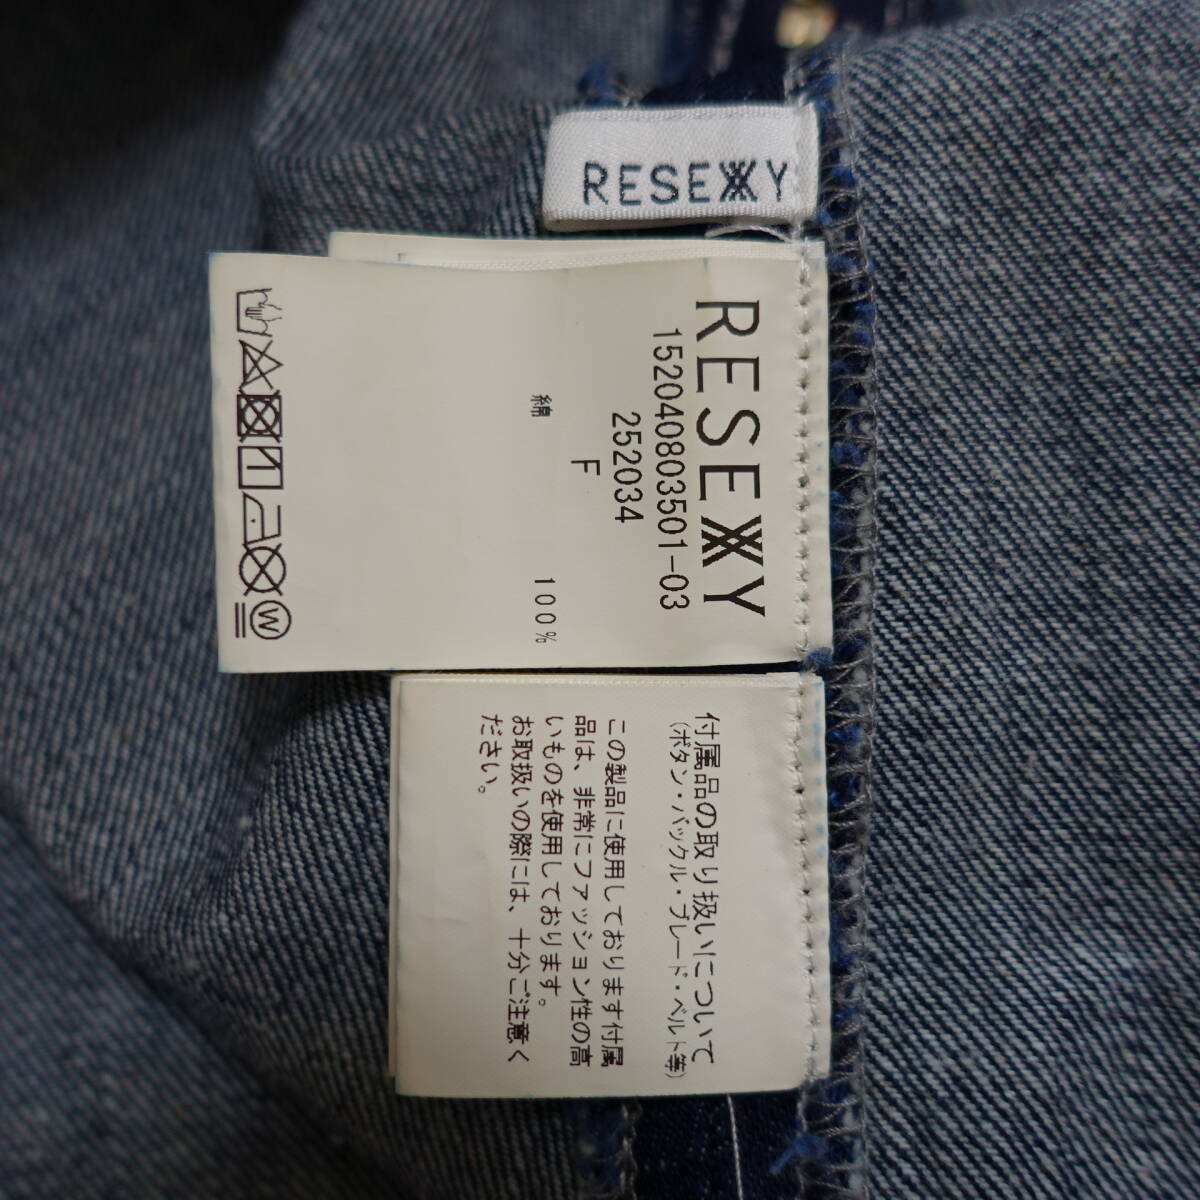 RESEXXY
RESEXXY
152040803501-03
252034
F
綿 100%
W
付属品の取り扱いについて
(ボタン・バックル・ブレード・ベルト等)
この製品に使用しております付属
品は、非常にファッション性の高
いものを使用しております。
お取扱いの際には、十分ご注意く
ださい。